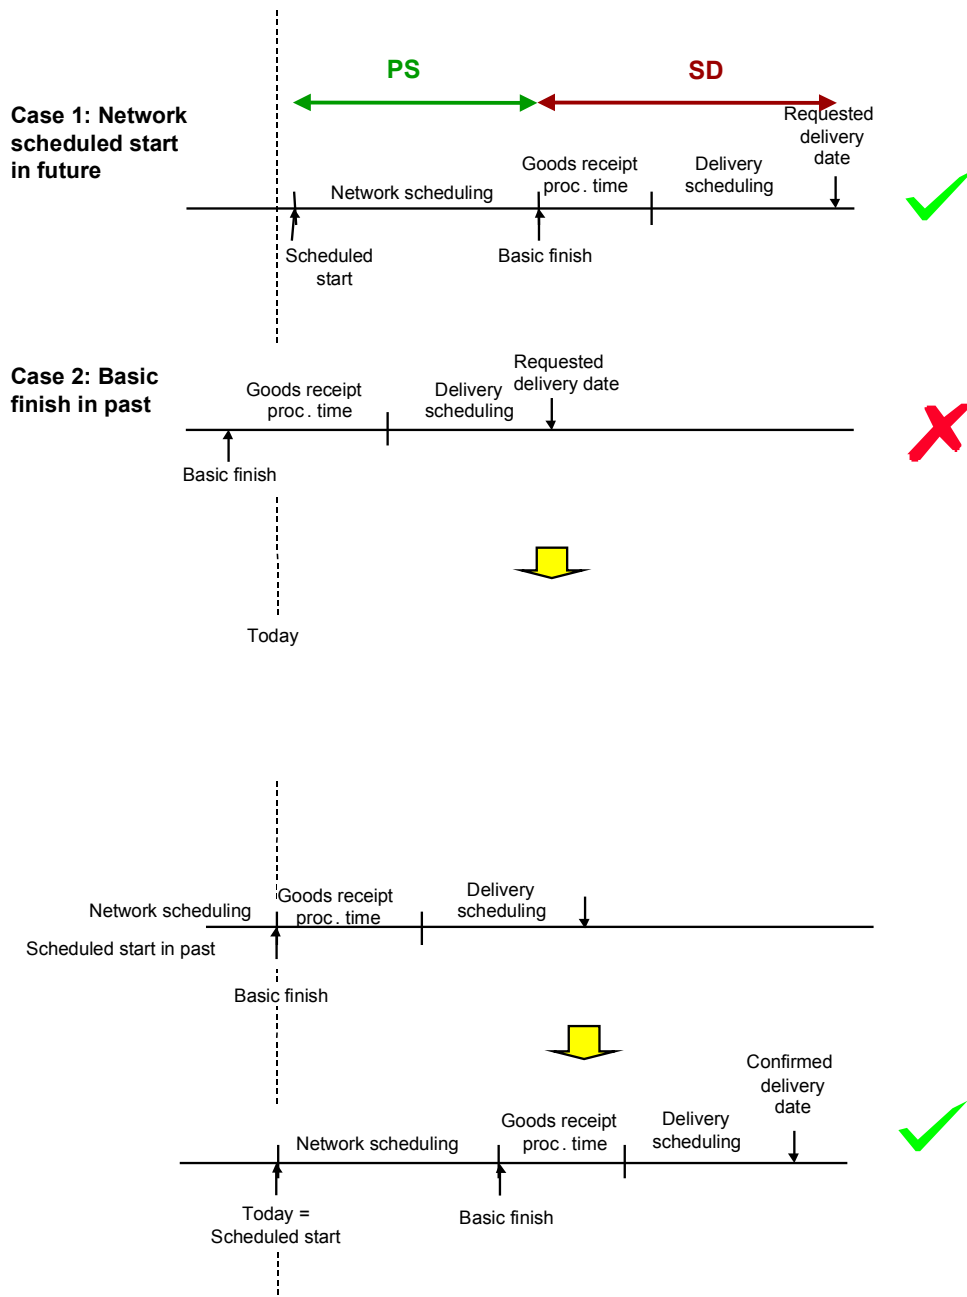 PS
SD
Case 1: Network
scheduled start
in future
Requested
delivery
date
Goods receipt
proc. time
Delivery
scheduling
Network scheduling
Scheduled
start
Basic finish
Case 2: Basic
finish in past
Goods receipt
proc. time
Delivery
scheduling
Requested
delivery date
Basic finish
Today
Network scheduling
Goods receipt
proc. time
Delivery
scheduling
Scheduled start in past
Basic finish
Confirmed
delivery
date
Network scheduling
Goods receipt
proc. time
Delivery
scheduling
Today =
Scheduled start
Basic finish